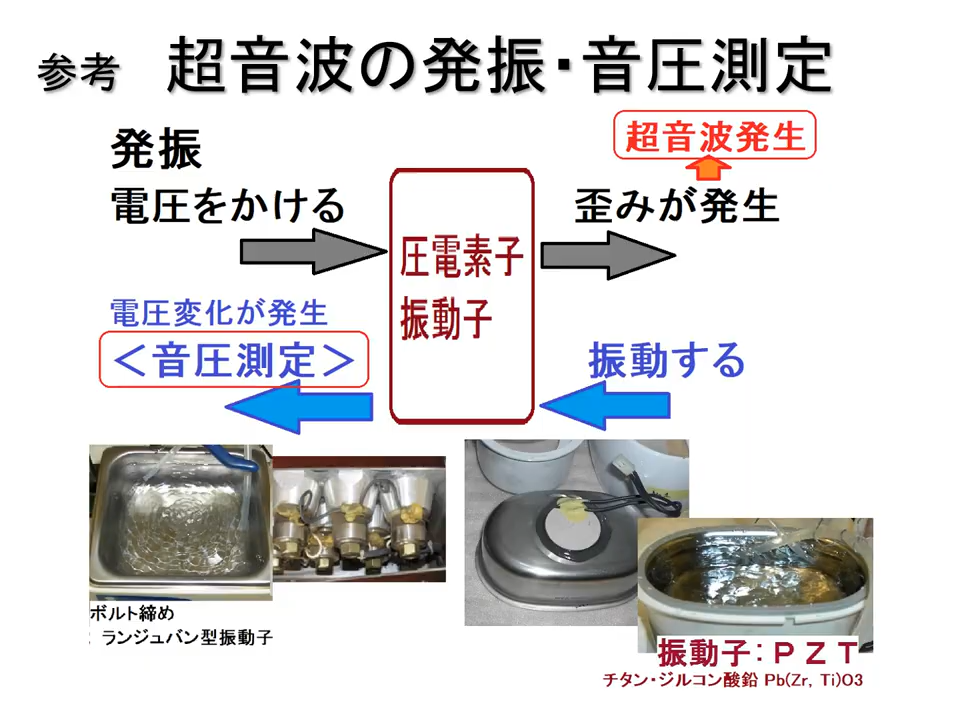 参考 超音波の発振・音圧測定
発振
電圧をかける
超音波発生
歪みが発生
圧電素子
振動子
電圧変化が発生
＜音圧測定＞
振動する
ボルト締め
: ランジュバン型振動子
振動子：ＰＺＴ
チタン・ジルコン酸鉛 Pb(Zr, Ti)O3